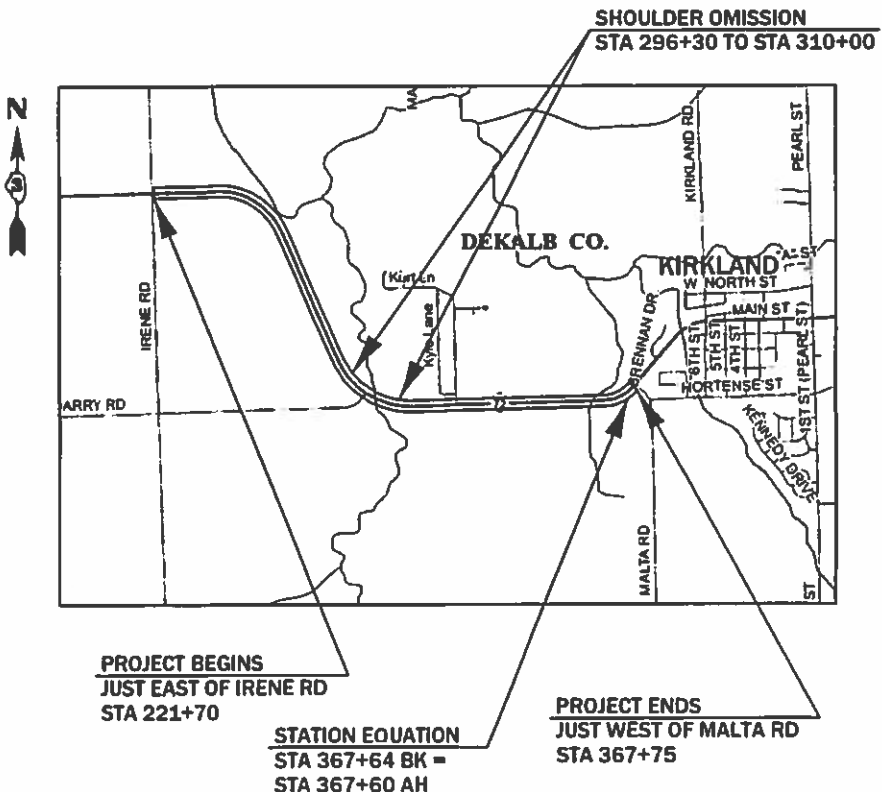 SHOULDER OMISSION
STA 296+30 TO STA 310+00
N
MA
KIRKLAND RD
PEARL ST
DEKALB CO.
KIRKLAND
"A" ST
W NORTH ST
MAIN ST
Kurt Ln
Kyle Lane
IRENE RD
BRENNAN DR
6TH ST
5TH ST
4TH ST
1ST ST (PEARL ST)
HORTENSE ST
ARRY RD
72
KENNEDY DRIVE
MALTA RD
ST
PROJECT BEGINS
JUST EAST OF IRENE RD
STA 221+70
STATION EQUATION
STA 367+64 BK =
STA 367+60 AH
PROJECT ENDS
JUST WEST OF MALTA RD
STA 367+75